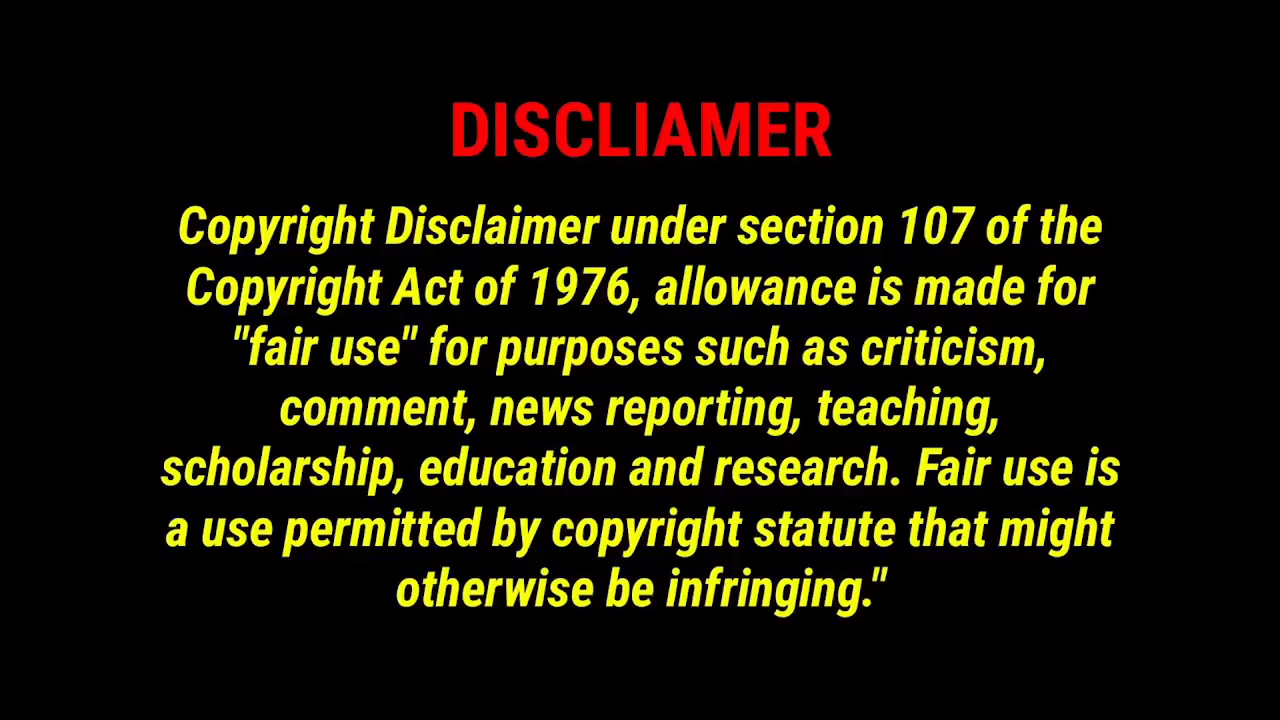 DISCLIAMER
Copyright Disclaimer under section 107 of the
Copyright Act of 1976, allowance is made for
"fair use" for purposes such as criticism,
comment, news reporting, teaching,
scholarship, education and research. Fair use is
a use permitted by copyright statute that might
otherwise be infringing."